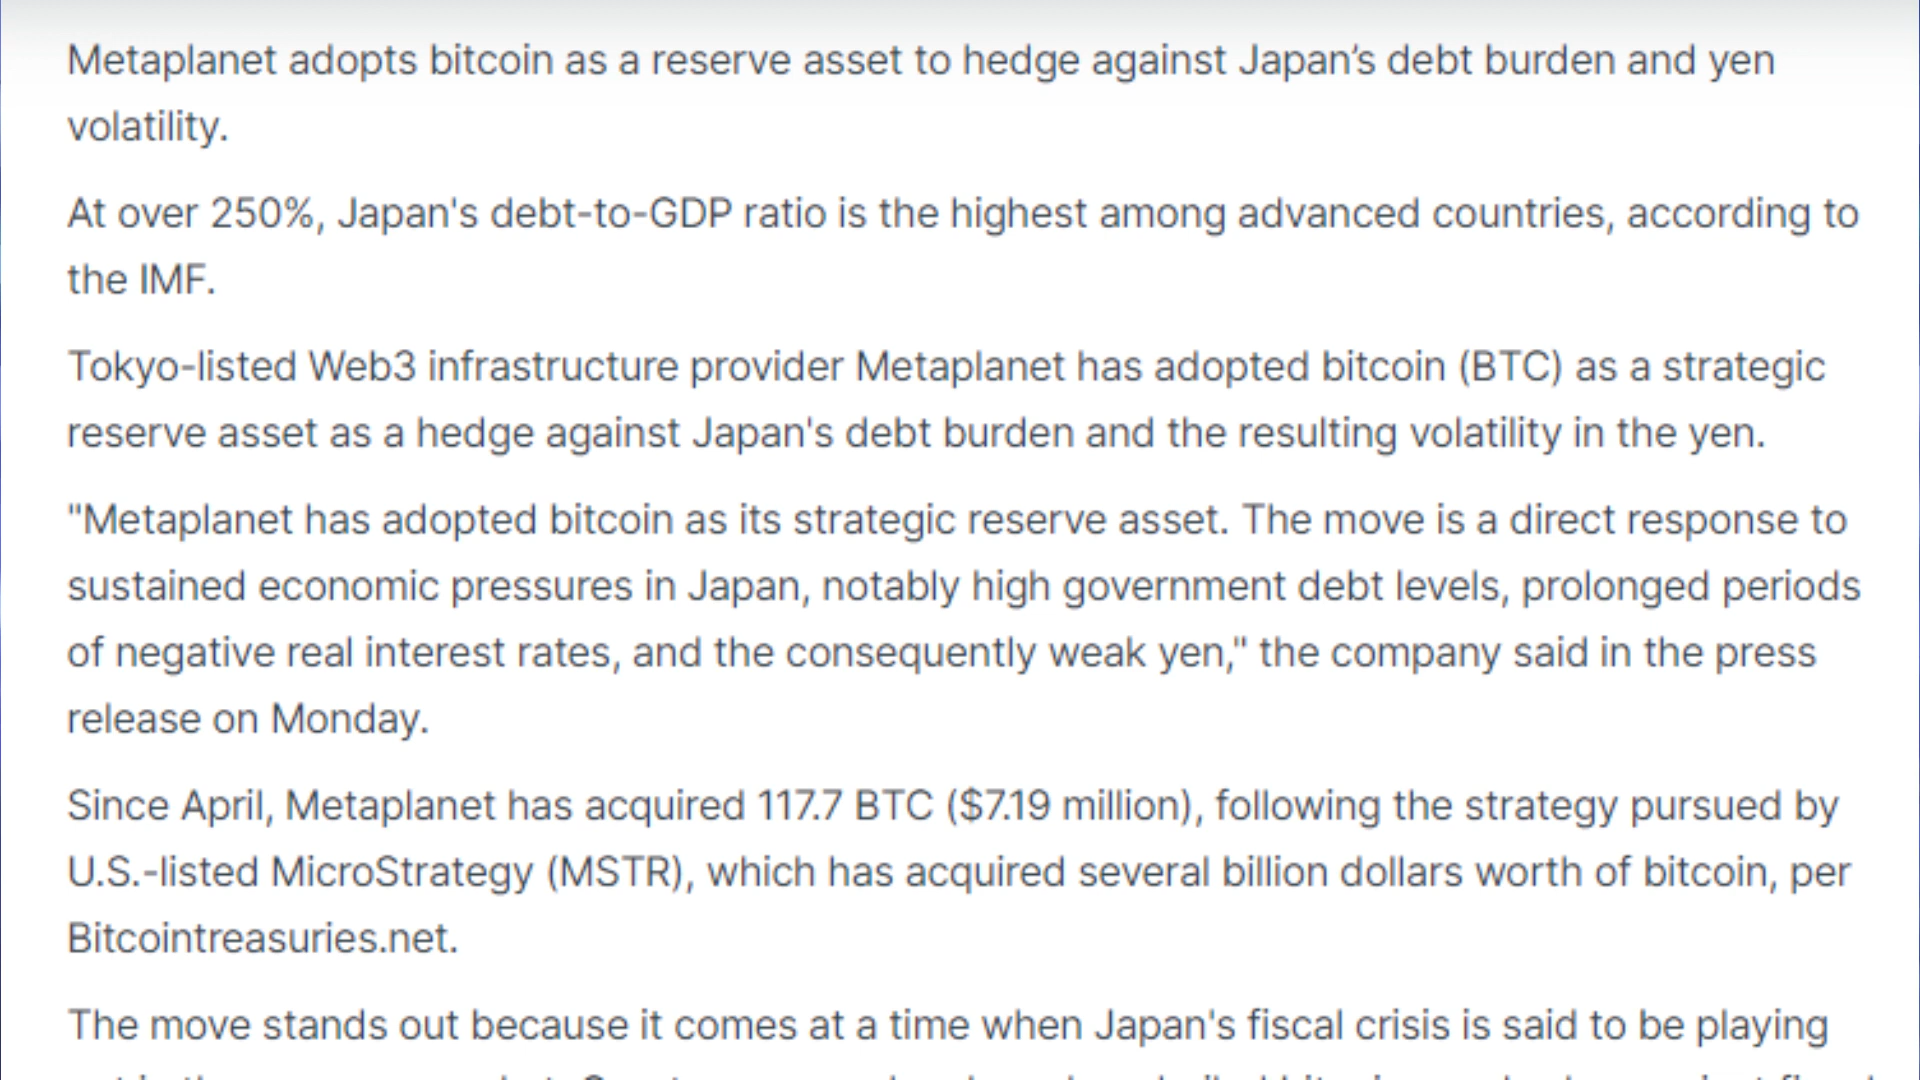 Metaplanet adopts bitcoin as a reserve asset to hedge against Japan’s debt burden and yen
volatility.
At over 250%, Japan's debt-to-GDP ratio is the highest among advanced countries, according to
the IMF.
Tokyo-listed Web3 infrastructure provider Metaplanet has adopted bitcoin (BTC) as a strategic
reserve asset as a hedge against Japan's debt burden and the resulting volatility in the yen.
"Metaplanet has adopted bitcoin as its strategic reserve asset. The move is a direct response to
sustained economic pressures in Japan, notably high government debt levels, prolonged periods
of negative real interest rates, and the consequently weak yen," the company said in the press
release on Monday.
Since April, Metaplanet has acquired 117.7 BTC ($7.19 million), following the strategy pursued by
U.S.-listed MicroStrategy (MSTR), which has acquired several billion dollars worth of bitcoin, per
Bitcointreasuries.net.
The move stands out because it comes at a time when Japan's fiscal crisis is said to be playing